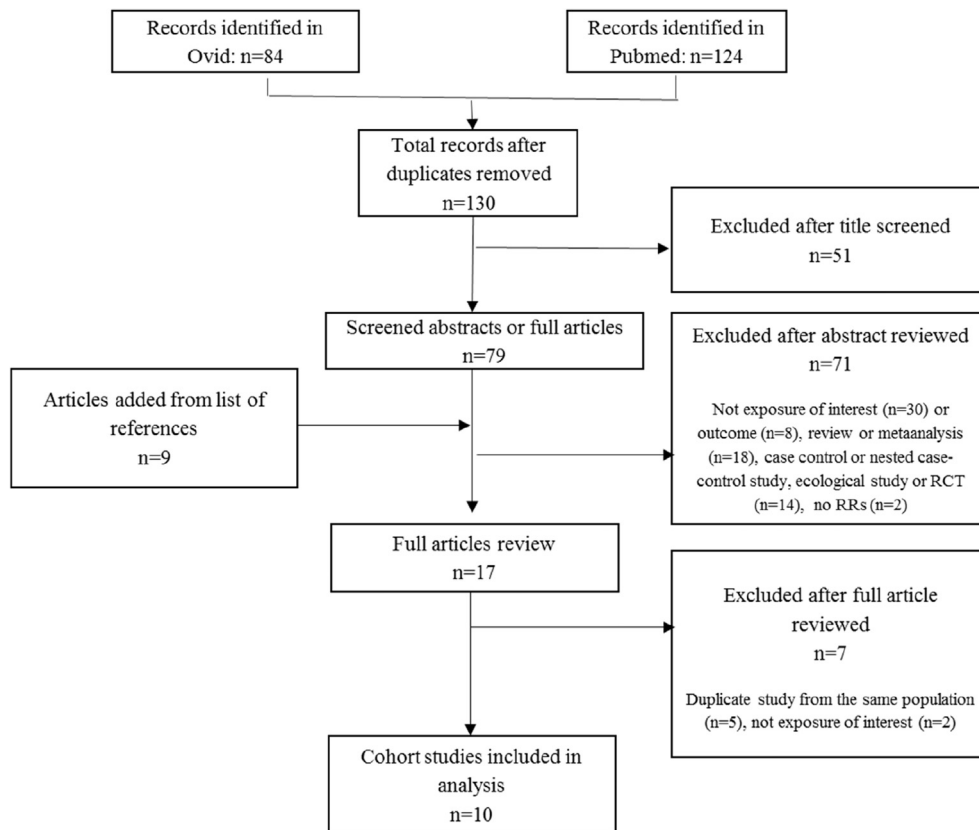 Records identified in
Ovid: n=84
Records identified in
Pubmed: n=124
Total records after
duplicates removed
n=130
Excluded after title screened
n=51
Screened abstracts or full articles
n=79
Excluded after abstract reviewed
n=71
Not exposure of interest (n=30) or
outcome (n=8), review or metaanalysis
(n=18), case control or nested case-
control study, ecological study or RCT
(n=14), no RRs (n=2)
Articles added from list of
references
n=9
Full articles review
n=17
Excluded after full article
reviewed
n=7
Duplicate study from the same population
(n=5), not exposure of interest (n=2)
Cohort studies included in
analysis
n=10